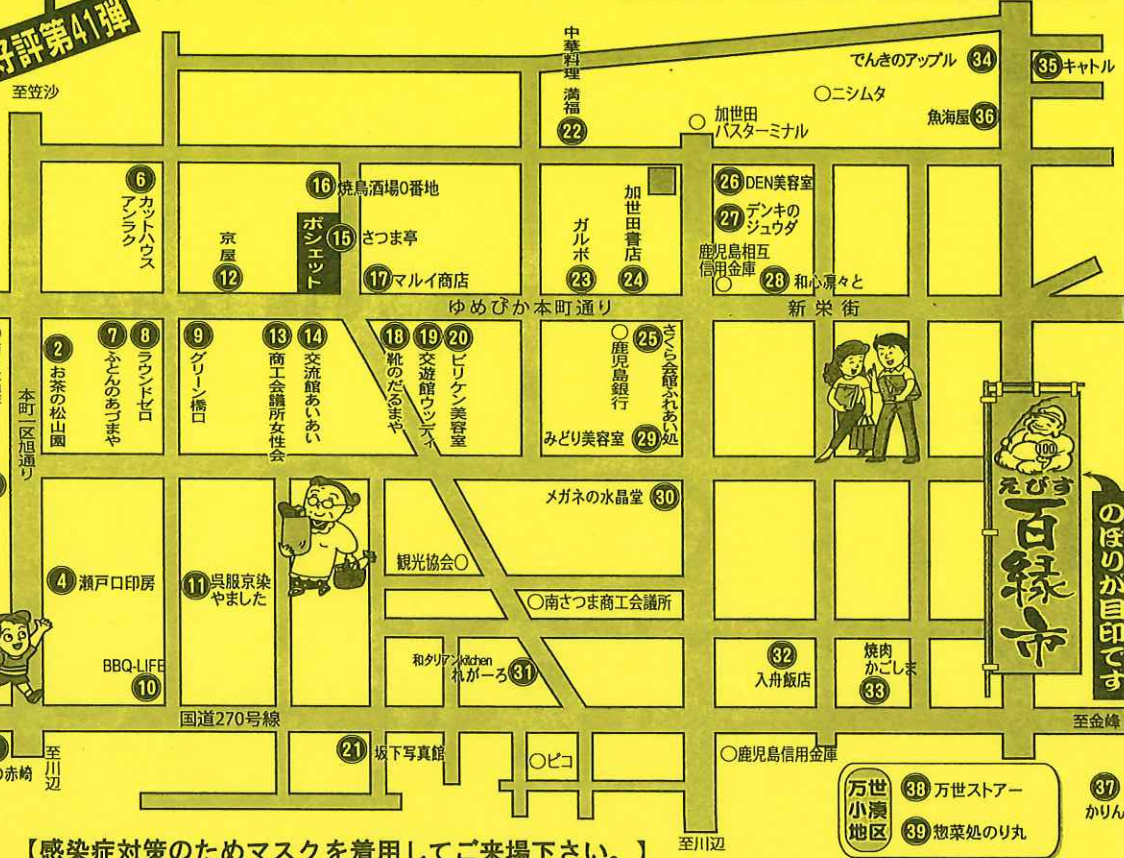 好評第41弾
至笠沙
中華料理 満福
22
でんきのアップル 34
35 キャトル
○ニシムタ
加世田
バスターミナル
魚海屋 36
6
カットハウス
アンラク
16 焼鳥酒場0番地
京屋
12
ポシェット
15 さつま亭
17 マルイ商店
ガルボ
23
加世田書店
24
26 DEN美容室
27 デンキの
ジュウダ
鹿児島相互
信用金庫
28 和心凛々と
ゆめぴか本町通り
新栄街
本町一区旭通り
2 お茶の松山園
7 ふとんのあづまや
8 ラウンドゼロ
9 グリーン橋口
13 商工会議所女性会
14 交流館あいあい
18 靴のだるまや
19 交遊館ウッディ
20 ビリケン美容室
○鹿児島銀行
25 さくら会館ふれあい処
みどり美容室 29
メガネの水晶堂 30
100
えびす
百縁市
のぼりが目印です
4 瀬戸口印房
11 呉服京染
やました
観光協会○
○南さつま商工会議所
BBQ-LIFE
10
和タリアンkitchen
れがーろ 31
32
入舟飯店
焼肉
かごしま
33
国道270号線
至金峰
赤崎
至川辺
21 坂下写真館
○ピコ
○鹿児島信用金庫
至川辺
万世
小湊
地区
38 万世ストアー
39 惣菜処のり丸
37
かりん
【感染症対策のためマスクを着用してご来場下さい。】